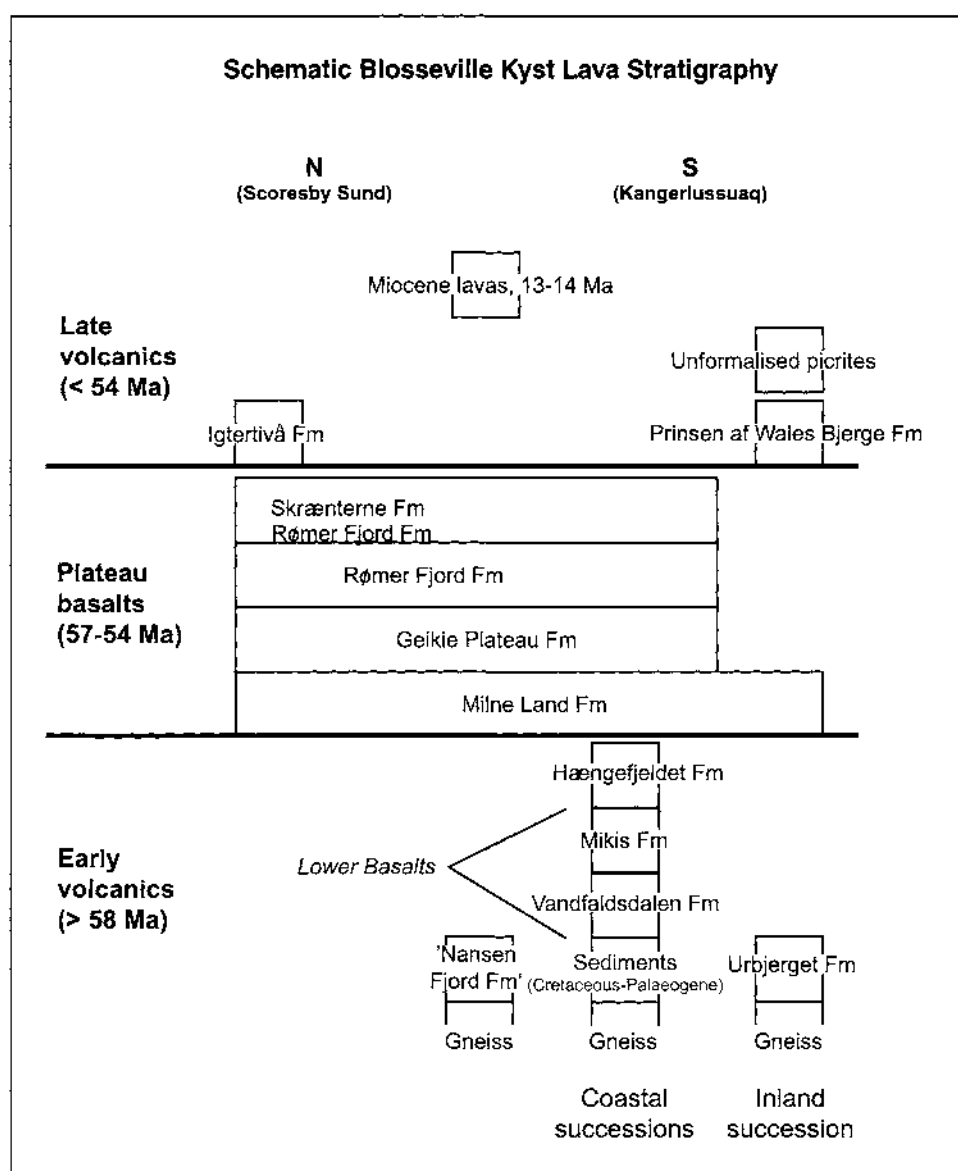 Schematic Blosseville Kyst Lava Stratigraphy
N
(Scoresby Sund)
S
(Kangerlussuaq)
Miocene lavas, 13-14 Ma
Late
volcanics
(< 54 Ma)
Unformalised picrites
Igtertivå Fm
Prinsen af Wales Bjerge Fm
Plateau
basalts
(57-54 Ma)
Skrænterne Fm
Rømer Fjord Fm
Rømer Fjord Fm
Geikie Plateau Fm
Milne Land Fm
Early
volcanics
(> 58 Ma)
Hængefjeldet Fm
Mikis Fm
Lower Basalts
Vandfaldsdalen Fm
'Nansen
Fjord Fm'
Sediments
(Cretaceous-Palaeogene)
Urbjerget Fm
Gneiss
Gneiss
Gneiss
Coastal
successions
Inland
succession